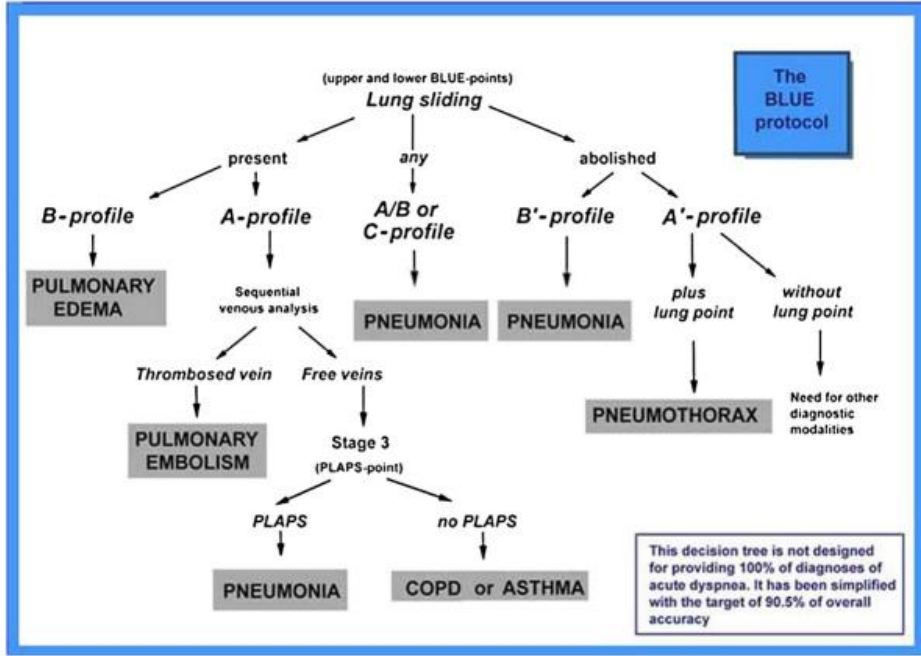 (upper and lower BLUE-points)
Lung sliding
The
BLUE
protocol
present
any
abolished
B-profile
A-profile
A/B or
C-profile
B'-profile
A'-profile
PULMONARY
EDEMA
Sequential
venous analysis
PNEUMONIA
PNEUMONIA
plus
lung point
without
lung point
Thrombosed vein
Free veins
PULMONARY
EMBOLISM
Stage 3
(PLAPS-point)
PNEUMOTHORAX
Need for other
diagnostic
modalities
PLAPS
no PLAPS
PNEUMONIA
COPD or ASTHMA
This decision tree is not designed
for providing 100% of diagnoses of
acute dyspnea. It has been simplified
with the target of 90.5% of overall
accuracy